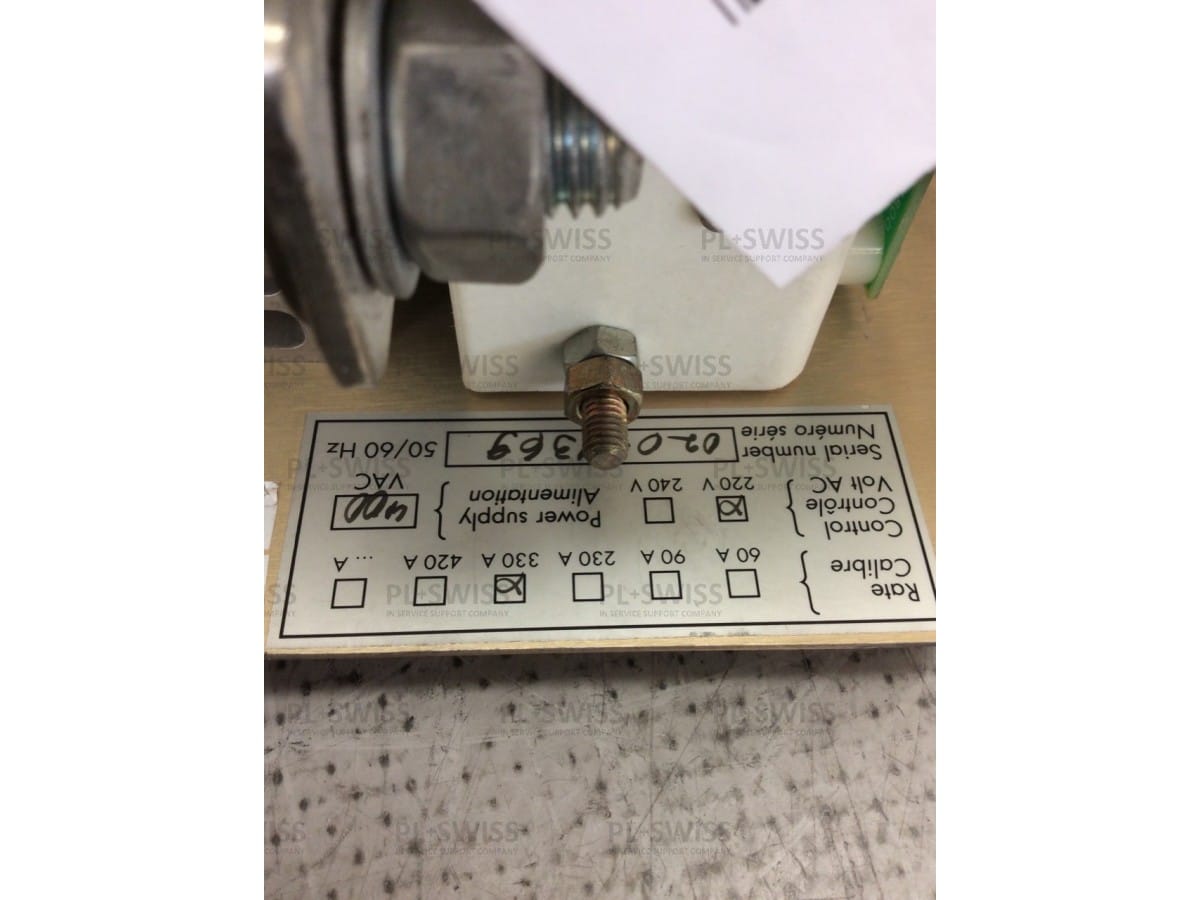 Rate
Calibre
60 A 90 A 230 A 330 A 420 A ... A
Control
Contrôle
Volt AC
220 V 240 V
Power supply
Alimentation
400
VAC
Serial number
Numéro série
50/60 Hz
PL+SWISS
IN SERVICE SUPPORT COMPANY